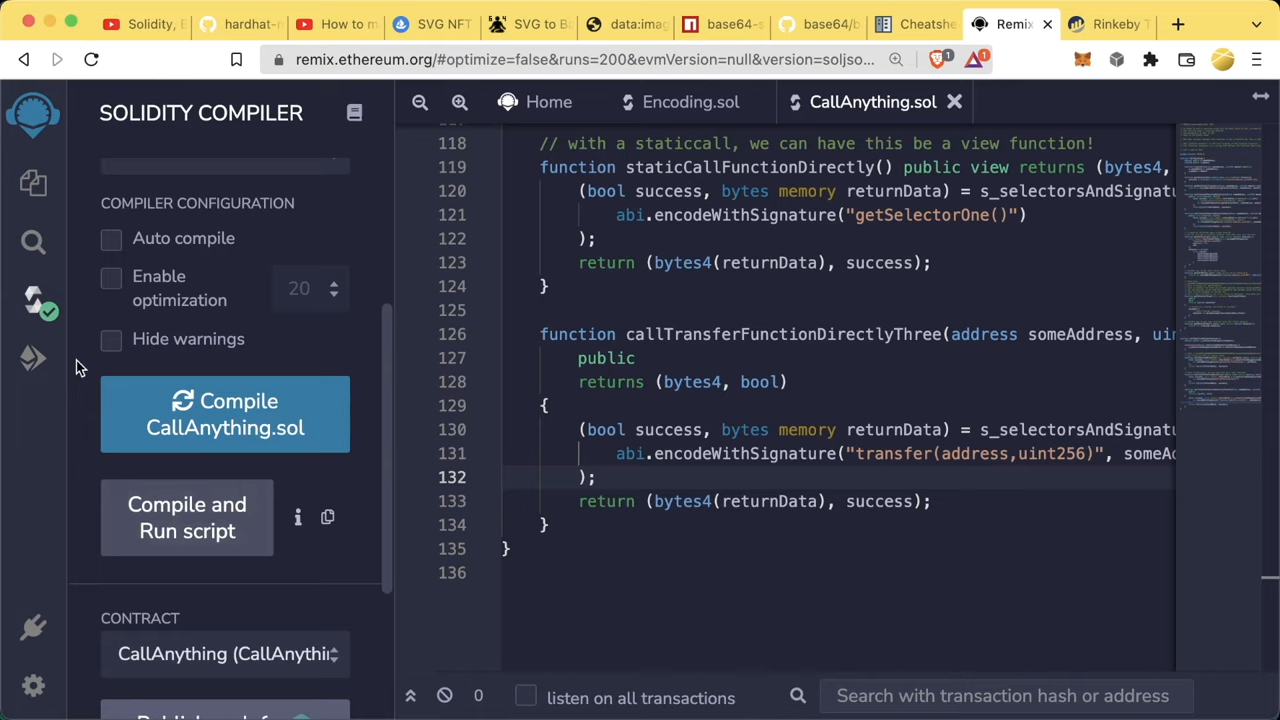 Solidity, E
hardhat-n
How to m
SVG NFT
SVG to B
data:imag
base64-s
base64/b
Cheatshe
Remix
Rinkeby T
remix.ethereum.org/#optimize=false&runs=200&evmVersion=null&version=soljso...
1
1
SOLIDITY COMPILER
Home
Encoding.sol
CallAnything.sol
COMPILER CONFIGURATION
Auto compile
Enable
optimization
20
Hide warnings
Compile
CallAnything.sol
Compile and
Run script
CONTRACT
CallAnything (CallAnythin
118 // with a staticcall, we can have this be a view function!
119 function staticCallFunctionDirectly() public view returns (bytes4,
120 (bool success, bytes memory returnData) = s_selectorsAndSignatu
121 abi.encodeWithSignature("getSelectorOne()")
122 );
123 return (bytes4(returnData), success);
124 }
125
126 function callTransferFunctionDirectlyThree(address someAddress, uin
127 public
128 returns (bytes4, bool)
129 {
130 (bool success, bytes memory returnData) = s_selectorsAndSignatu
131 abi.encodeWithSignature("transfer(address,uint256)", someAd
132 );
133 return (bytes4(returnData), success);
134 }
135 }
136
0
listen on all transactions
Search with transaction hash or address